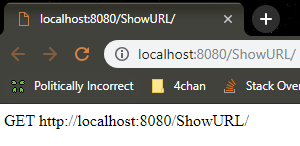 localhost:8080/ShowURL/
localhost:8080/ShowURL/
Politically Incorrect 4chan Stack Over
GET http://localhost:8080/ShowURL/